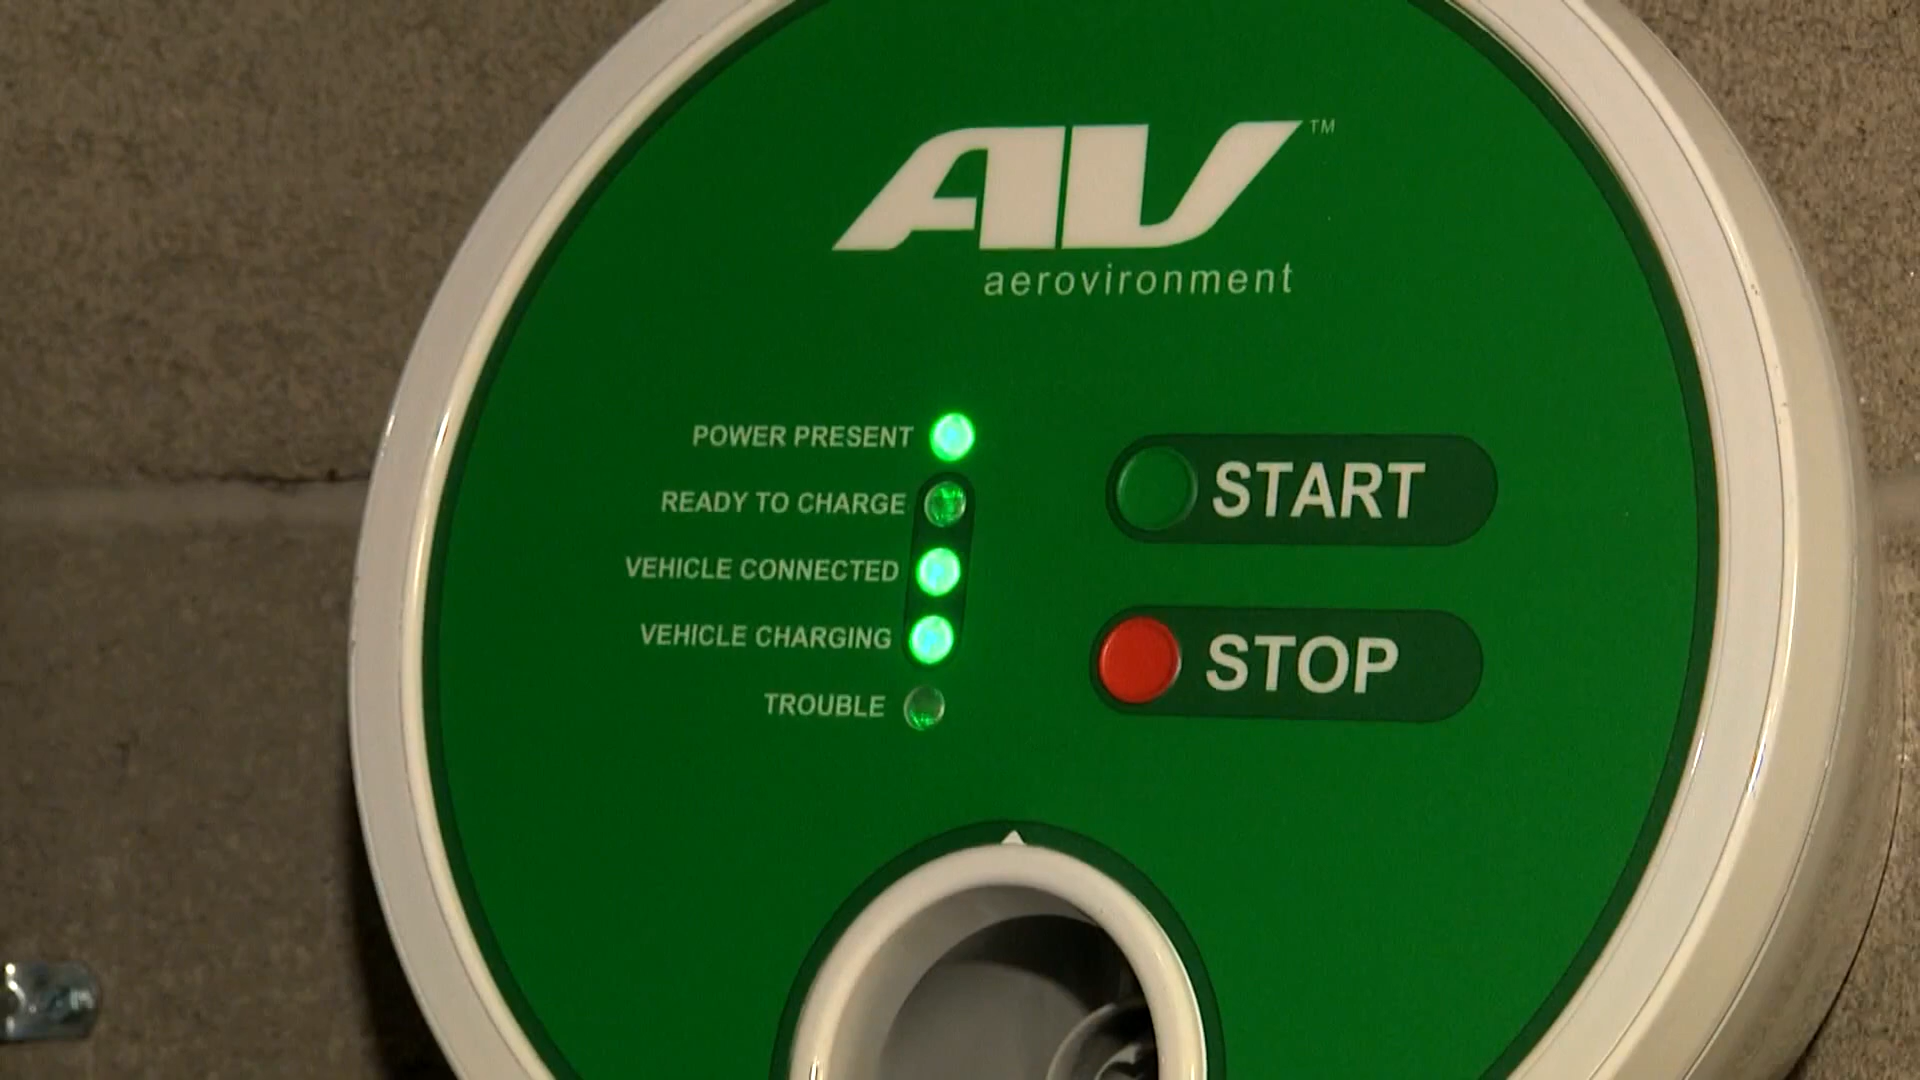 AV™
aerovironment
POWER PRESENT
READY TO CHARGE
VEHICLE CONNECTED
VEHICLE CHARGING
TROUBLE
START
STOP